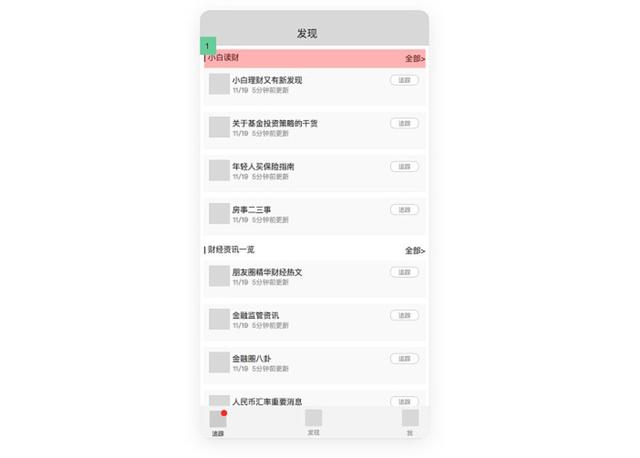 发现
1
小白读财 全部>
小白理财又有新发现 追踪
11/19 5分钟前更新
关于基金投资策略的干货 追踪
11/19 5分钟前更新
年轻人买保险指南 追踪
11/19 5分钟前更新
房事二三事 追踪
11/19 5分钟前更新
财经资讯一览 全部>
朋友圈精华财经热文 追踪
11/19 5分钟前更新
金融监管资讯 追踪
11/19 5分钟前更新
金融圈八卦 追踪
11/19 5分钟前更新
人民币汇率重要消息 追踪
追踪 发现 我